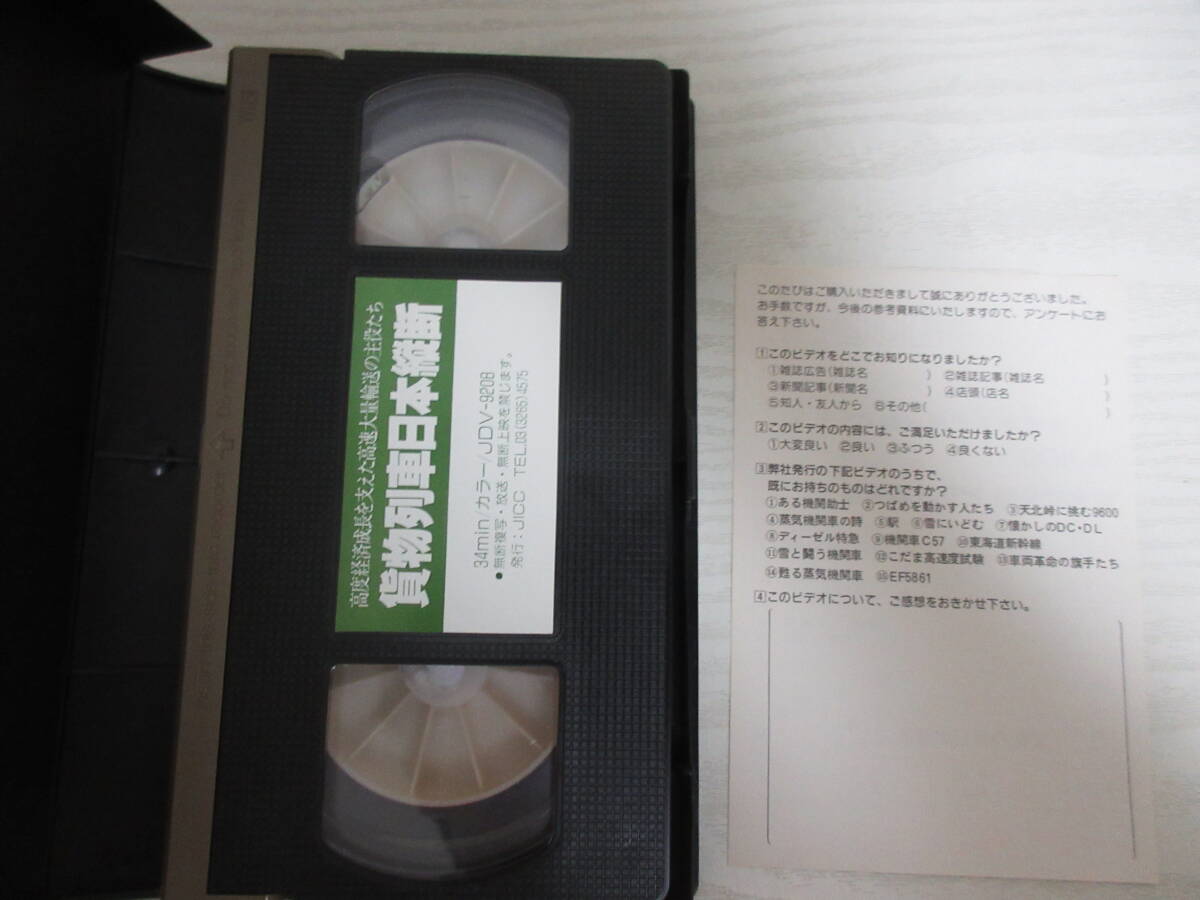 高度経済成長を支えた高速大量輸送の主役たち
貨物列車日本縦断
34min/カラー/JDV-9208
●無断複写・放送・無断上映を禁じます。
発行：JICC TEL.03(3265)4575
このたびはご購入いただきまして誠にありがとうございました。
お手数ですが、今後の参考資料にいたしますので、アンケートにお
答え下さい。
1このビデオをどこでお知りになりましたか？
①雑誌広告(雑誌名 ) ②雑誌記事(雑誌名 )
③新聞記事(新聞名 ) ④店頭(店名 )
⑤知人・友人から ⑥その他( )
2このビデオの内容には、ご満足いただけましたか？
①大変良い ②良い ③ふつう ④良くない
3弊社発行の下記ビデオのうちで、
既にお持ちのものはどれですか？
①ある機関助士 ②つばめを動かす人たち ③天北峠に挑む9600
④蒸気機関車の詩 ⑤駅 ⑥雪にいどむ ⑦懐かしのDC・DL
⑧ディーゼル特急 ⑨機関車C57 ⑩東海道新幹線
⑪雪と闘う機関車 ⑫こだま高速度試験 ⑬車両革命の旗手たち
⑭甦る蒸気機関車 ⑮EF5861
4このビデオについて、ご感想をおきかせ下さい。